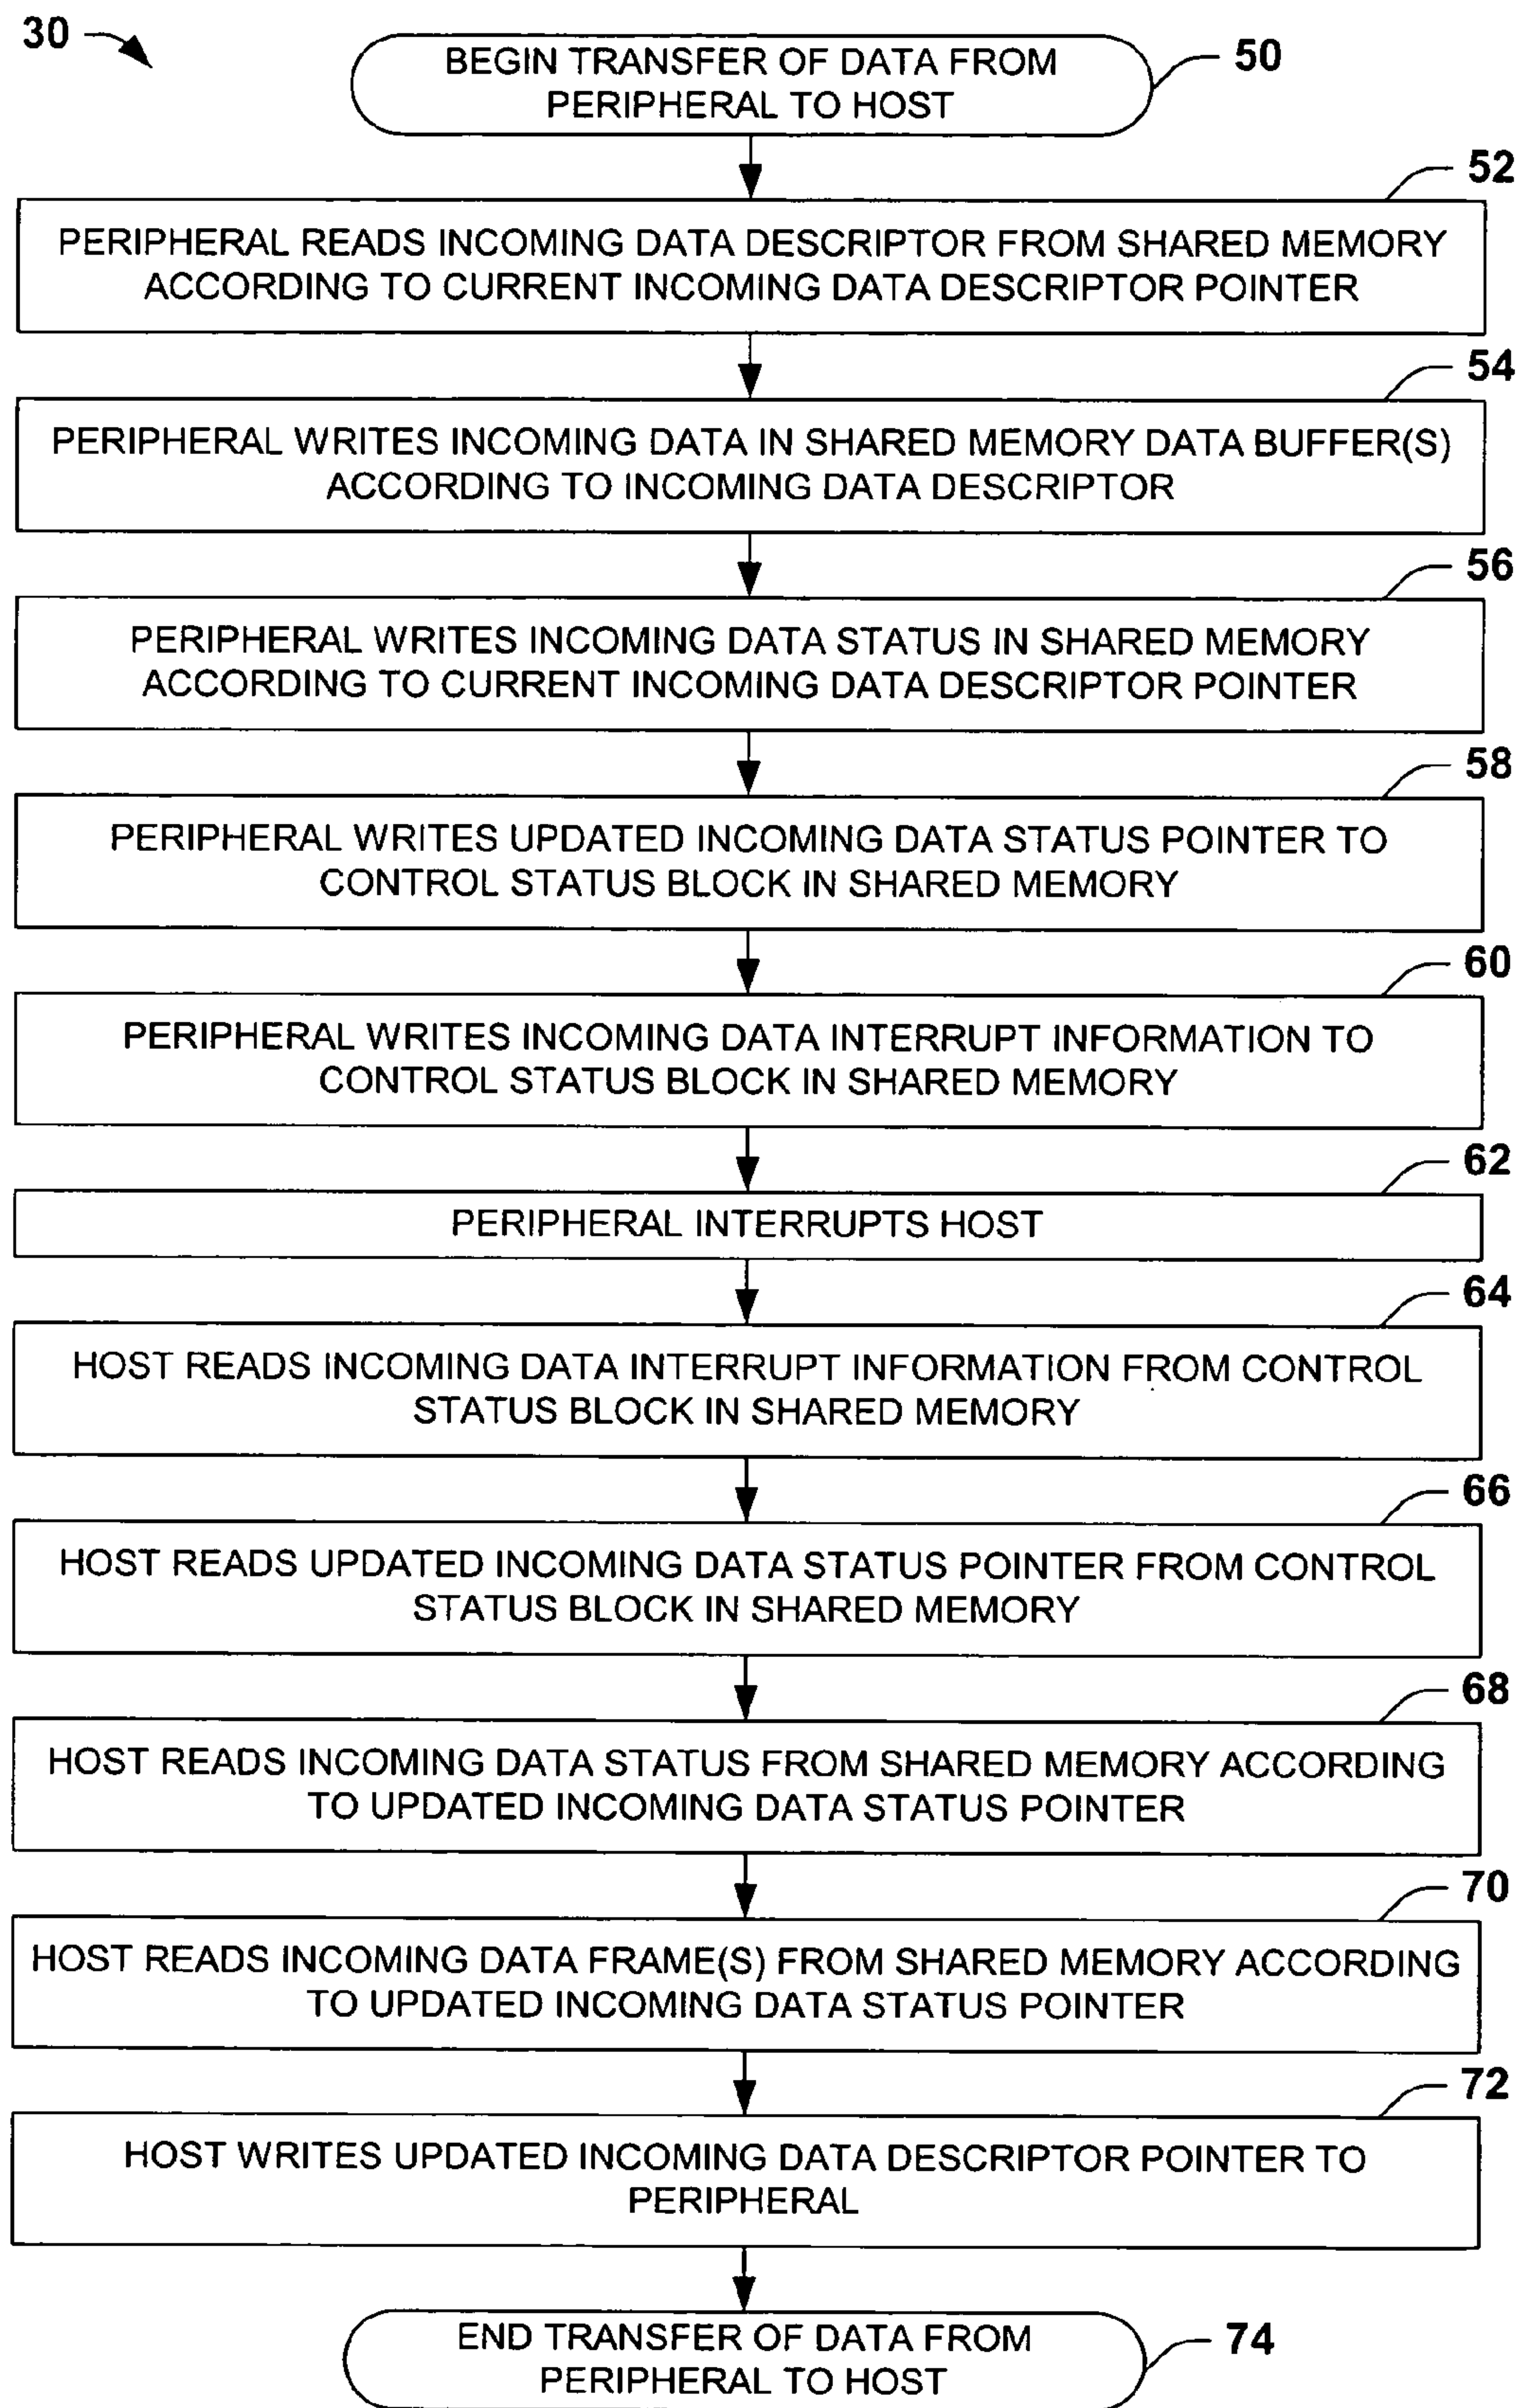 30
BEGIN TRANSFER OF DATA FROM
PERIPHERAL TO HOST
50
52
PERIPHERAL READS INCOMING DATA DESCRIPTOR FROM SHARED MEMORY
ACCORDING TO CURRENT INCOMING DATA DESCRIPTOR POINTER
54
PERIPHERAL WRITES INCOMING DATA IN SHARED MEMORY DATA BUFFER(S)
ACCORDING TO INCOMING DATA DESCRIPTOR
56
PERIPHERAL WRITES INCOMING DATA STATUS IN SHARED MEMORY
ACCORDING TO CURRENT INCOMING DATA DESCRIPTOR POINTER
58
PERIPHERAL WRITES UPDATED INCOMING DATA STATUS POINTER TO
CONTROL STATUS BLOCK IN SHARED MEMORY
60
PERIPHERAL WRITES INCOMING DATA INTERRUPT INFORMATION TO
CONTROL STATUS BLOCK IN SHARED MEMORY
62
PERIPHERAL INTERRUPTS HOST
64
HOST READS INCOMING DATA INTERRUPT INFORMATION FROM CONTROL
STATUS BLOCK IN SHARED MEMORY
66
HOST READS UPDATED INCOMING DATA STATUS POINTER FROM CONTROL
STATUS BLOCK IN SHARED MEMORY
68
HOST READS INCOMING DATA STATUS FROM SHARED MEMORY ACCORDING
TO UPDATED INCOMING DATA STATUS POINTER
70
HOST READS INCOMING DATA FRAME(S) FROM SHARED MEMORY ACCORDING
TO UPDATED INCOMING DATA STATUS POINTER
72
HOST WRITES UPDATED INCOMING DATA DESCRIPTOR POINTER TO
PERIPHERAL
END TRANSFER OF DATA FROM
PERIPHERAL TO HOST
74